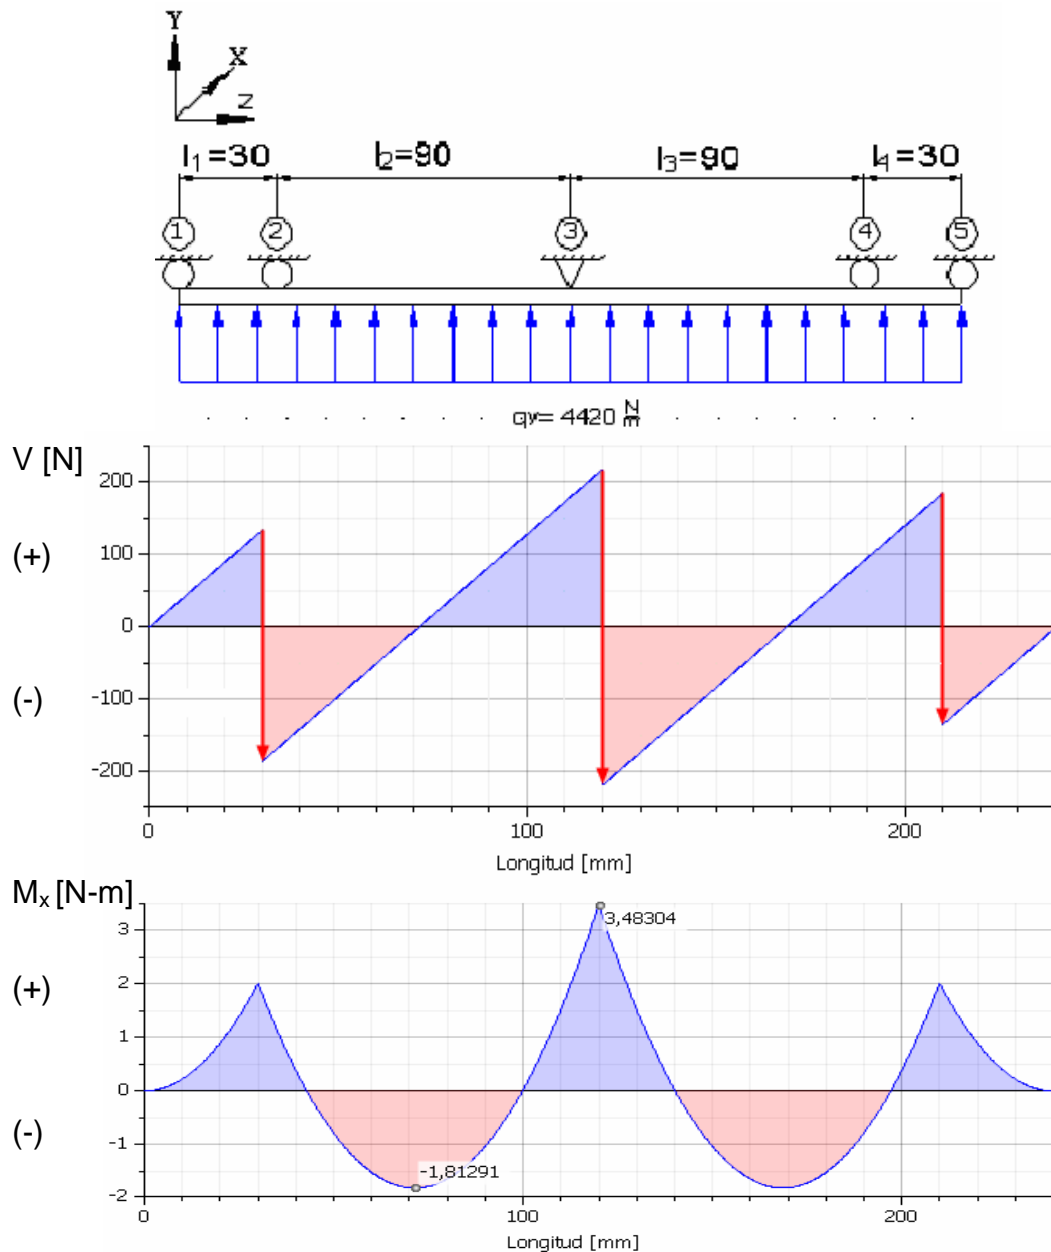 Y
X
Z
l1=30 l2=90 l3=90 l4=30
1 2 3 4 5
qy= 4420 N/m
V [N]
200
(+)
100
0
-100
(-)
-200
0 100 200
Longitud [mm]
Mx [N-m]
3
3,48304
(+)
2
1
0
(-)
-1
-1,81291
-2
0 100 200
Longitud [mm]